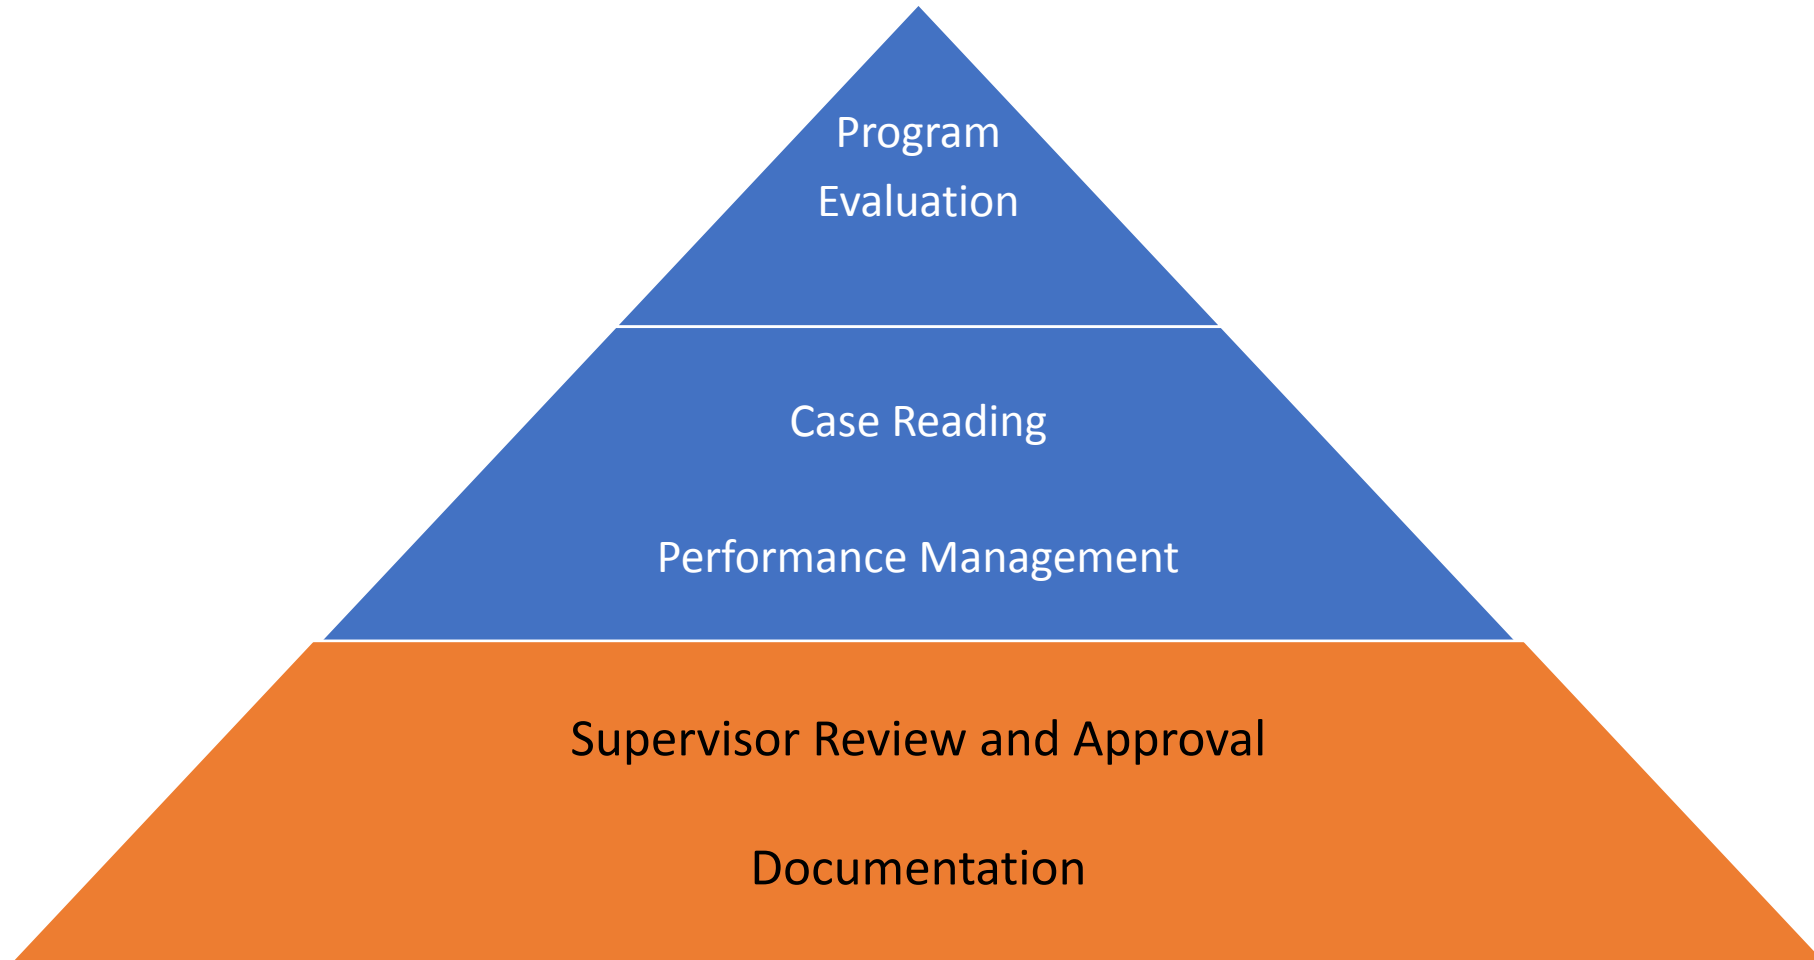 Program
Evaluation
Case Reading
Performance Management
Supervisor Review and Approval
Documentation